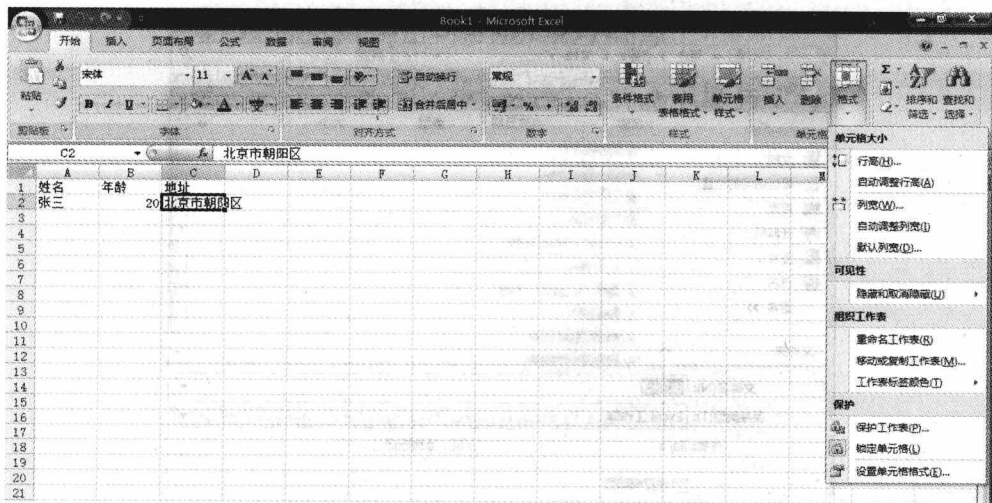 Book1 - Microsoft Excel
开始 插入 页面布局 公式 数据 审阅 视图
宋体 11 A A 自动换行 常规
粘贴 B I U A 合并后居中 % 条件格式 套用表格格式 单元格样式 插入 删除 格式 Σ 排序和筛选 查找和选择
剪贴板 字体 对齐方式 数字 样式 单元格
C2 fx 北京市朝阳区
A B C D E F G H I J K L M
1 姓名 年龄 地址
2 张三 20 北京市朝阳区
3
4
5
6
7
8
9
10
11
12
13
14
15
16
17
18
19
20
21
单元格大小
行高(H)...
自动调整行高(A)
列宽(W)...
自动调整列宽(I)
默认列宽(D)...
可见性
隐藏和取消隐藏(U)
组织工作表
重命名工作表(R)
移动或复制工作表(M)...
工作表标签颜色(T)
保护
保护工作表(P)...
锁定单元格(L)
设置单元格格式(E)...